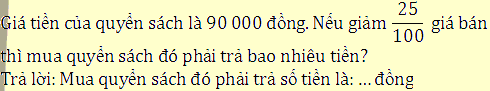 Giá tiền của quyển sách là 90 000 đồng. Nếu giảm 25/100 giá bán
thì mua quyển sách đó phải trả bao nhiêu tiền?
Trả lời: Mua quyển sách đó phải trả số tiền là: ... đồng